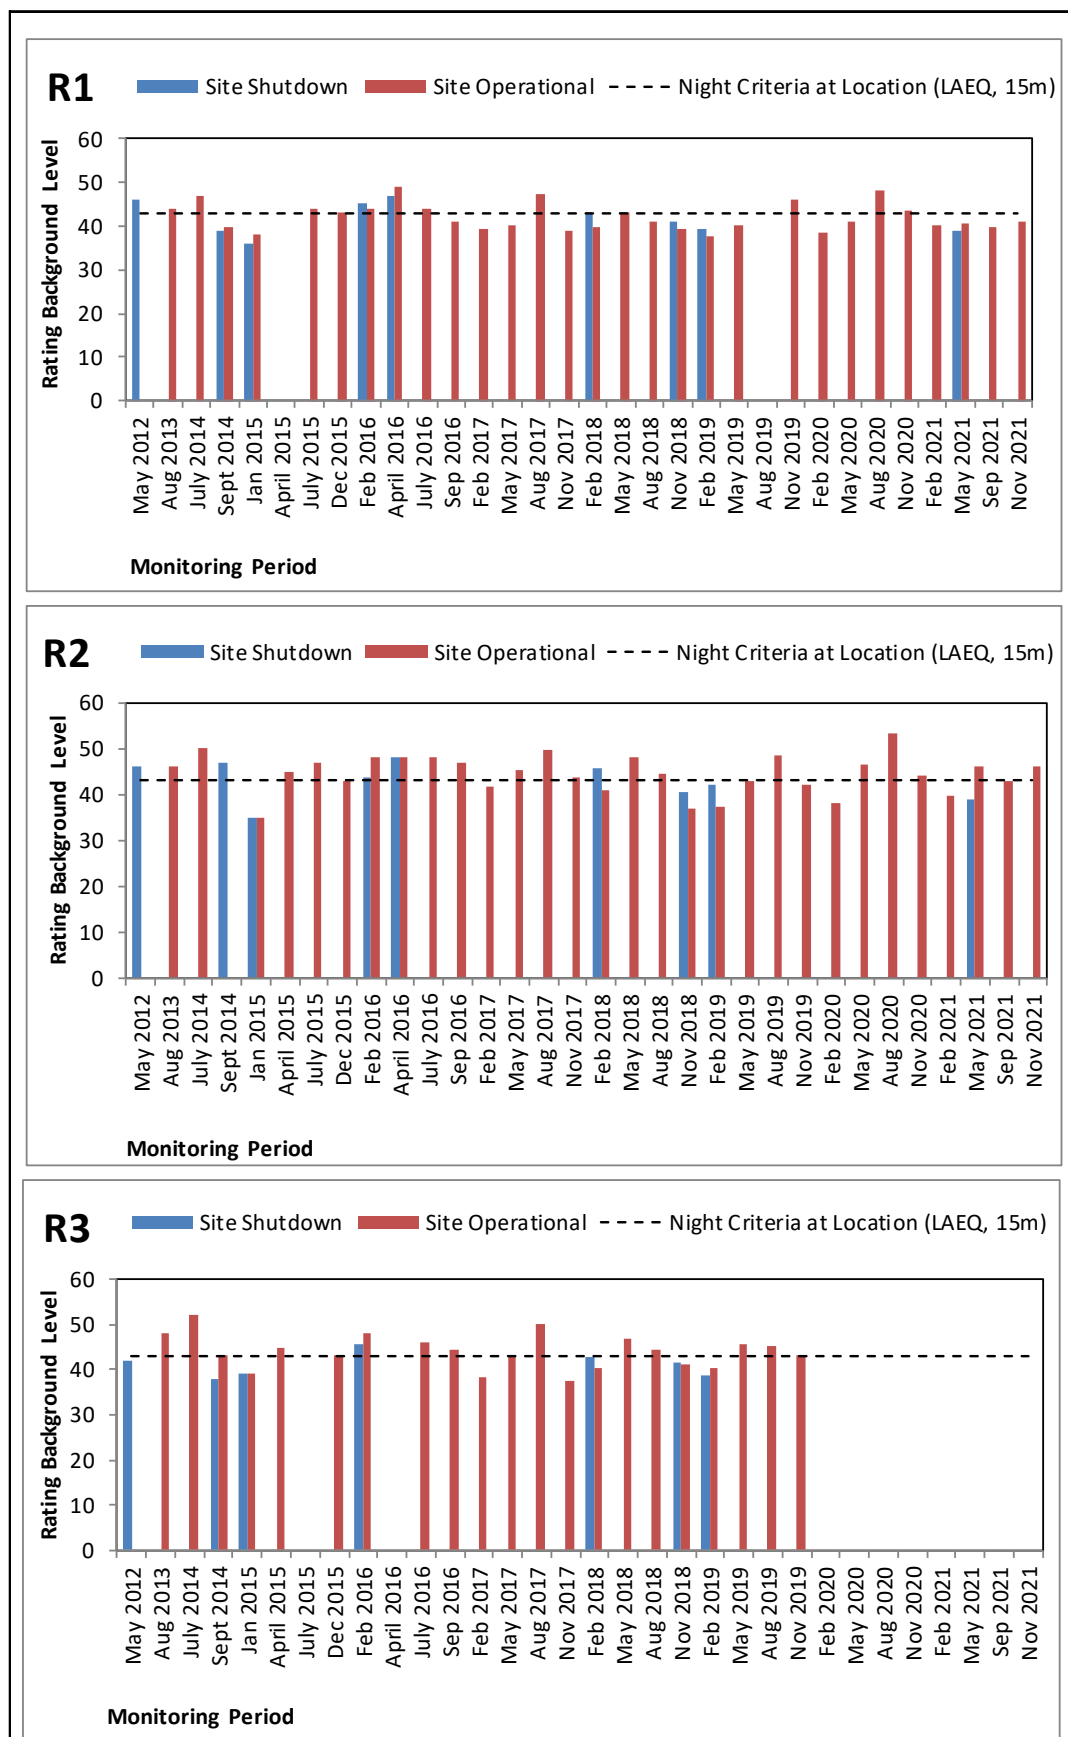 R1
Site Shutdown Site Operational Night Criteria at Location (LAEQ, 15m)
Rating Background Level
60
50
40
30
20
10
0
May 2012
Aug 2013
July 2014
Sept 2014
Jan 2015
April 2015
July 2015
Dec 2015
Feb 2016
April 2016
July 2016
Sep 2016
Feb 2017
May 2017
Aug 2017
Nov 2017
Feb 2018
May 2018
Aug 2018
Nov 2018
Feb 2019
May 2019
Aug 2019
Nov 2019
Feb 2020
May 2020
Aug 2020
Nov 2020
Feb 2021
May 2021
Sep 2021
Nov 2021
Monitoring Period
R2
Site Shutdown Site Operational Night Criteria at Location (LAEQ, 15m)
Rating Background Level
60
50
40
30
20
10
0
May 2012
Aug 2013
July 2014
Sept 2014
Jan 2015
April 2015
July 2015
Dec 2015
Feb 2016
April 2016
July 2016
Sep 2016
Feb 2017
May 2017
Aug 2017
Nov 2017
Feb 2018
May 2018
Aug 2018
Nov 2018
Feb 2019
May 2019
Aug 2019
Nov 2019
Feb 2020
May 2020
Aug 2020
Nov 2020
Feb 2021
May 2021
Sep 2021
Nov 2021
Monitoring Period
R3
Site Shutdown Site Operational Night Criteria at Location (LAEQ, 15m)
Rating Background Level
60
50
40
30
20
10
0
May 2012
Aug 2013
July 2014
Sept 2014
Jan 2015
April 2015
July 2015
Dec 2015
Feb 2016
April 2016
July 2016
Sep 2016
Feb 2017
May 2017
Aug 2017
Nov 2017
Feb 2018
May 2018
Aug 2018
Nov 2018
Feb 2019
May 2019
Aug 2019
Nov 2019
Feb 2020
May 2020
Aug 2020
Nov 2020
Feb 2021
May 2021
Sep 2021
Nov 2021
Monitoring Period